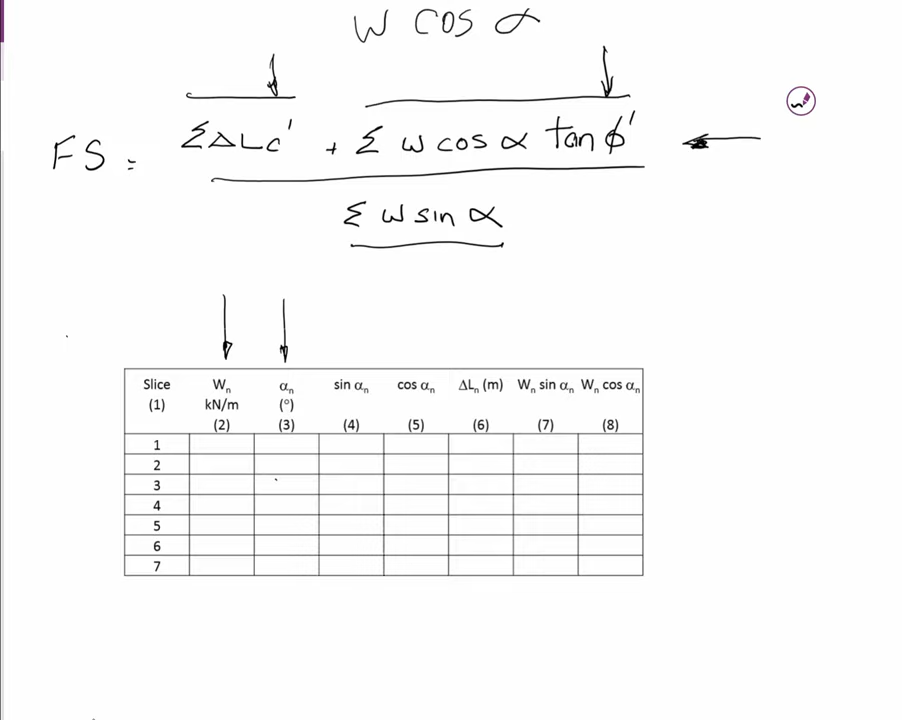 W COS α
FS = ΣΔLc' + Σ W cos α tan φ'
Σ W sin α
Slice Wn αn sin αn cos αn ΔLn (m) Wn sin αn Wn cos αn
(1) kN/m (°)
(2) (3) (4) (5) (6) (7) (8)
1
2
3
4
5
6
7